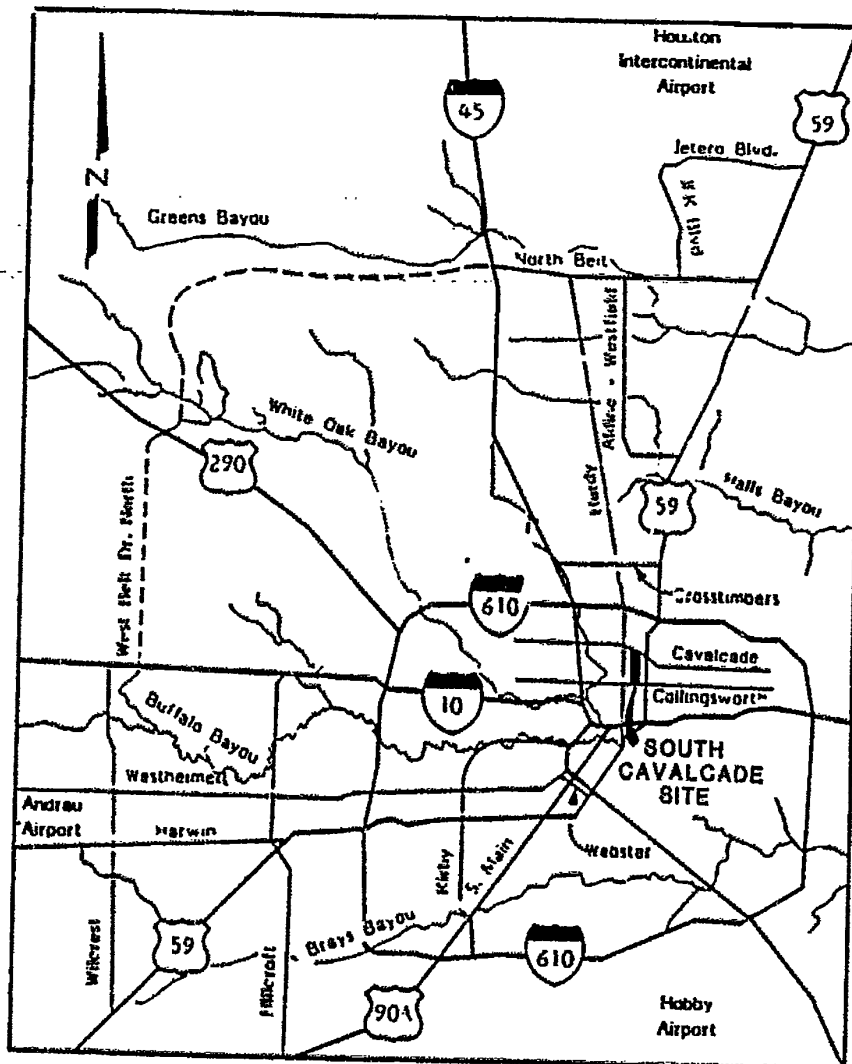 Houston
Intercontinental
Airport
45
59
Jetero Blvd.
Blvd
N
Greens Bayou
North Belt
Aldine - Westfield
White Oak Bayou
290
Hardy
59
Halls Bayou
West Belt Dr. North
610
Crosstimbers
Cavalcade
10
Collingsworth
Buffalo Bayou
SOUTH
CAVALCADE
SITE
Westheimer
Andrau
Airport
Harwin
Webster
Kirby
S. Main
Wilcrest
59
Brays Bayou
610
Hillcroft
90A
Hobby
Airport